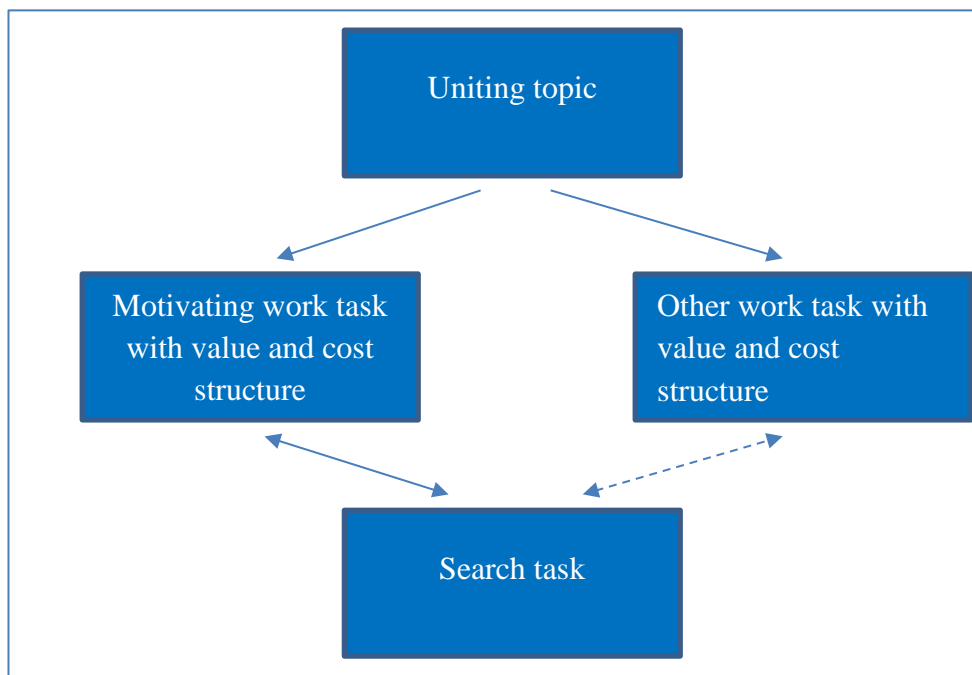 Uniting topic
Motivating work task
with value and cost
structure
Other work task with
value and cost
structure
Search task